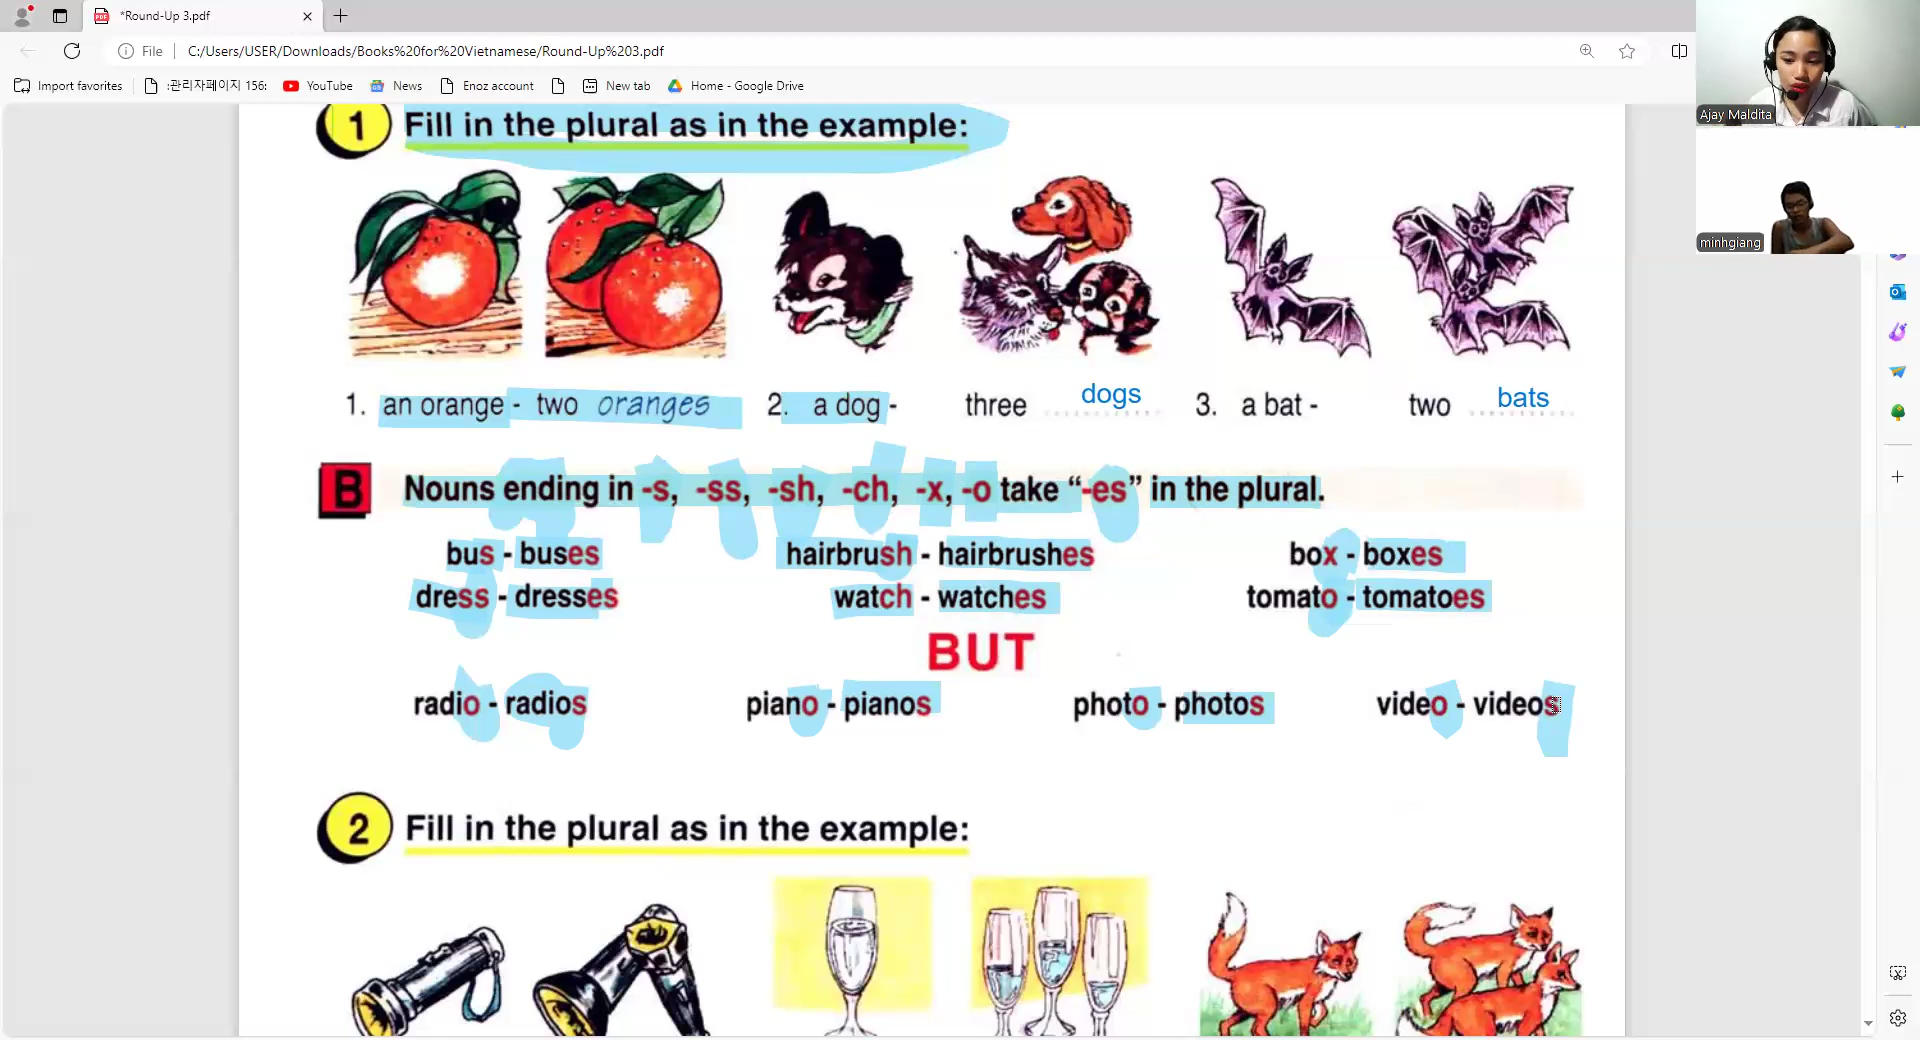 *Round-Up 3.pdf
File C:/Users/USER/Downloads/Books%20for%20Vietnamese/Round-Up%203.pdf
Import favorites :관리자페이지 156: YouTube News Enoz account New tab Home - Google Drive
Ajay Maldita
minhgiang
1 Fill in the plural as in the example:
1. an orange - two oranges 2. a dog - three dogs 3. a bat - two bats
B Nouns ending in -s, -ss, -sh, -ch, -x, -o take “-es” in the plural.
bus - buses hairbrush - hairbrushes box - boxes
dress - dresses watch - watches tomato - tomatoes
BUT
radio - radios piano - pianos photo - photos video - videos
2 Fill in the plural as in the example: